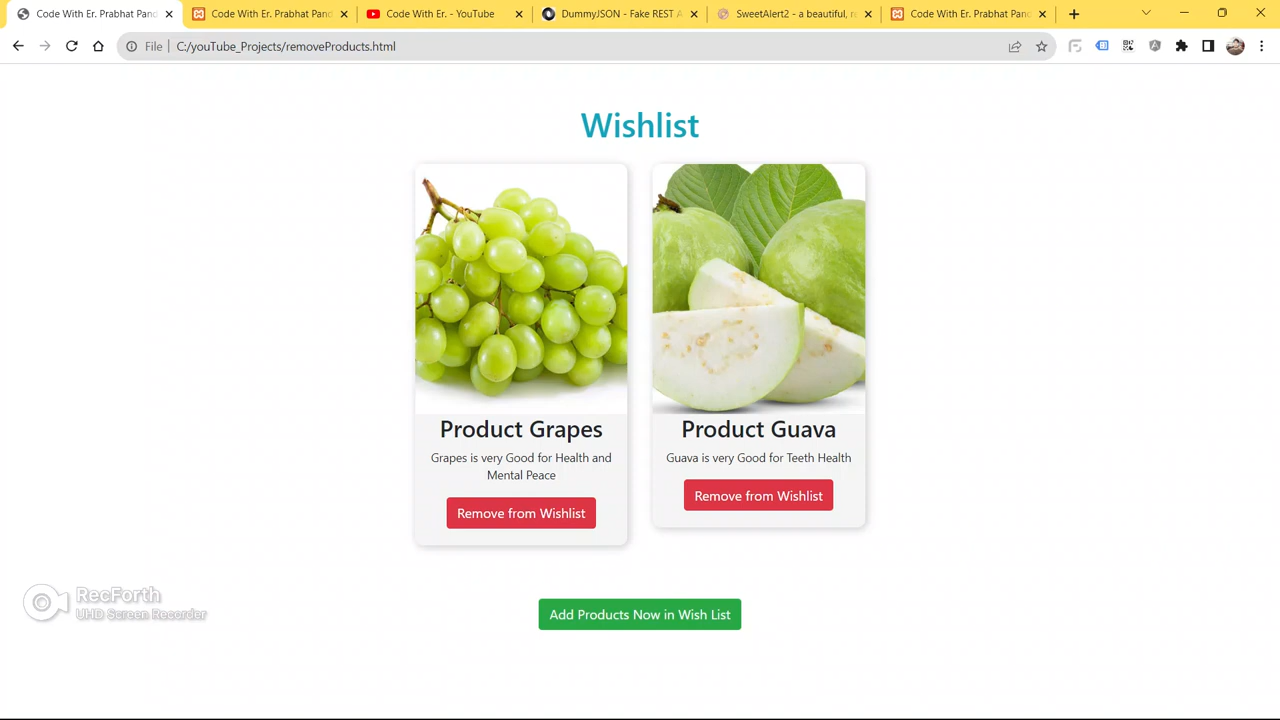 Code With Er. Prabhat Pand
Code With Er. Prabhat Pand
Code With Er. - YouTube
DummyJSON - Fake REST A
SweetAlert2 - a beautiful, re
Code With Er. Prabhat Pand
File
C:/youTube_Projects/removeProducts.html
Wishlist
Product Grapes
Grapes is very Good for Health and
Mental Peace
Remove from Wishlist
Product Guava
Guava is very Good for Teeth Health
Remove from Wishlist
RecForth
UHD Screen Recorder
Add Products Now in Wish List